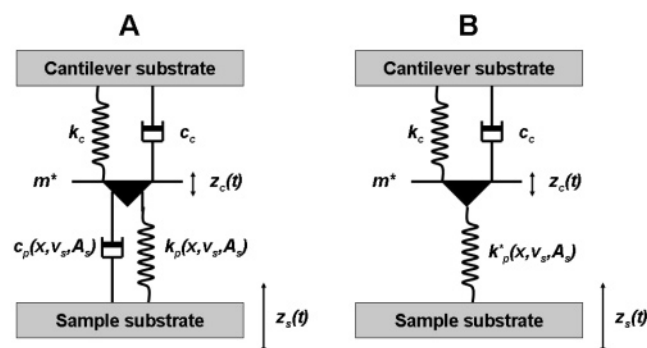 A
B
Cantilever substrate
Cantilever substrate
k_c
c_c
k_c
c_c
m*
z_c(t)
m*
z_c(t)
c_p(x,v_s,A_s)
k_p(x,v_s,A_s)
k*_p(x,v_s,A_s)
Sample substrate
z_s(t)
Sample substrate
z_s(t)